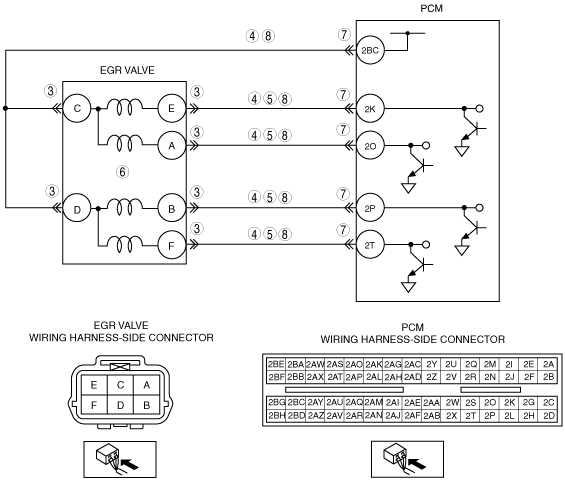 PCM
④ ⑧ ⑦ 2BC
EGR VALVE
③ C E ③ ④ ⑤ ⑧ ⑦ 2K
A ③ ④ ⑤ ⑧ ⑦ 2O
⑥
③ D B ③ ④ ⑤ ⑧ ⑦ 2P
F ③ ④ ⑤ ⑧ ⑦ 2T
EGR VALVE
WIRING HARNESS-SIDE CONNECTOR
E C A
F D B
PCM
WIRING HARNESS-SIDE CONNECTOR
2BE 2BA 2AW 2AS 2AO 2AK 2AG 2AC 2Y 2U 2Q 2M 2I 2E 2A
2BF 2BB 2AX 2AT 2AP 2AL 2AH 2AD 2Z 2V 2R 2N 2J 2F 2B
2BG 2BC 2AY 2AU 2AQ 2AM 2AI 2AE 2AA 2W 2S 2O 2K 2G 2C
2BH 2BD 2AZ 2AV 2AR 2AN 2AJ 2AF 2AB 2X 2T 2P 2L 2H 2D